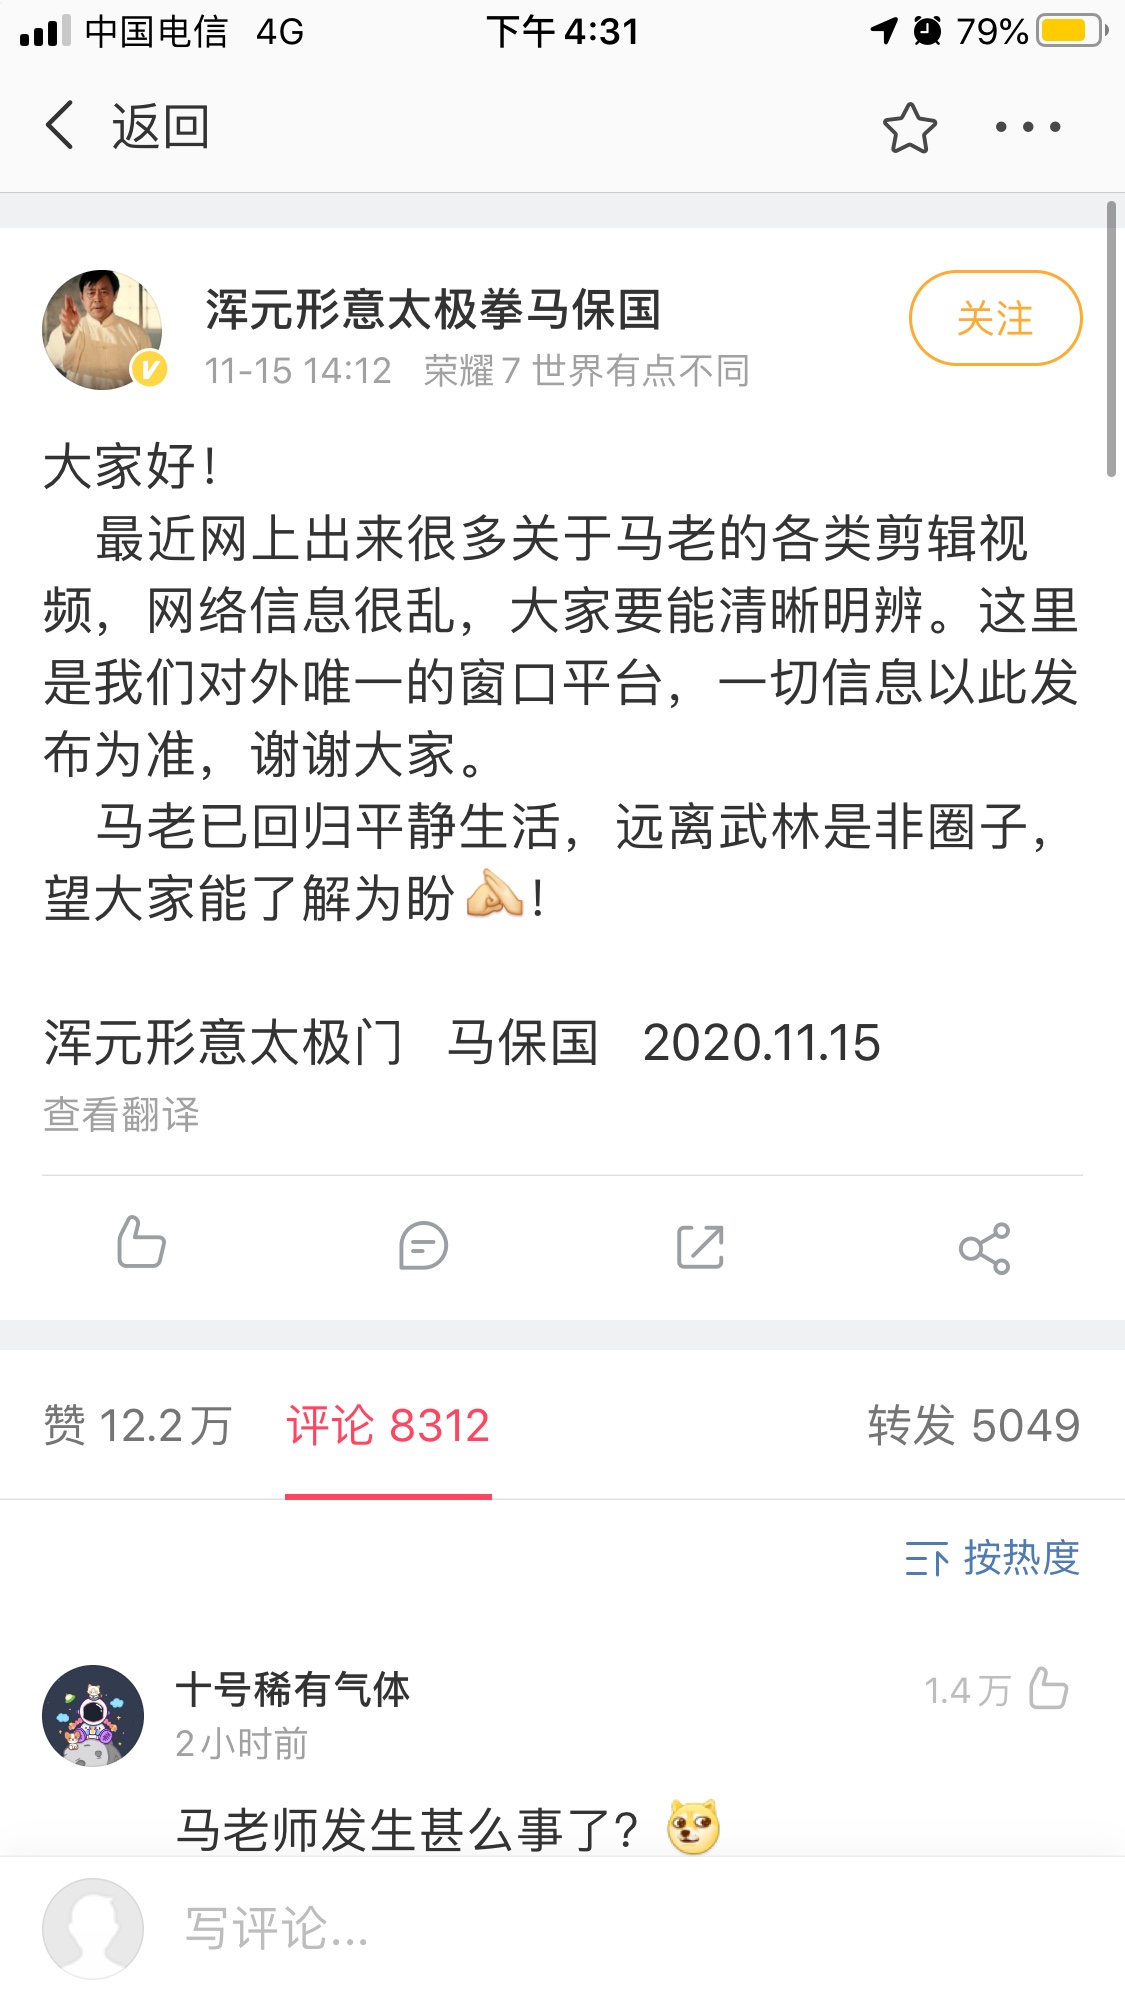 中国电信 4G 下午4:31 79%
返回
浑元形意太极拳马保国
关注
11-15 14:12 荣耀7 世界有点不同
大家好！
最近网上出来很多关于马老的各类剪辑视
频，网络信息很乱，大家要能清晰明辨。这里
是我们对外唯一的窗口平台，一切信息以此发
布为准，谢谢大家。
马老已回归平静生活，远离武林是非圈子，
望大家能了解为盼🙏🏻！
浑元形意太极门 马保国 2020.11.15
查看翻译
赞 12.2万 评论 8312 转发 5049
按热度
十号稀有气体
1.4万
2小时前
马老师发生甚么事了？
写评论...